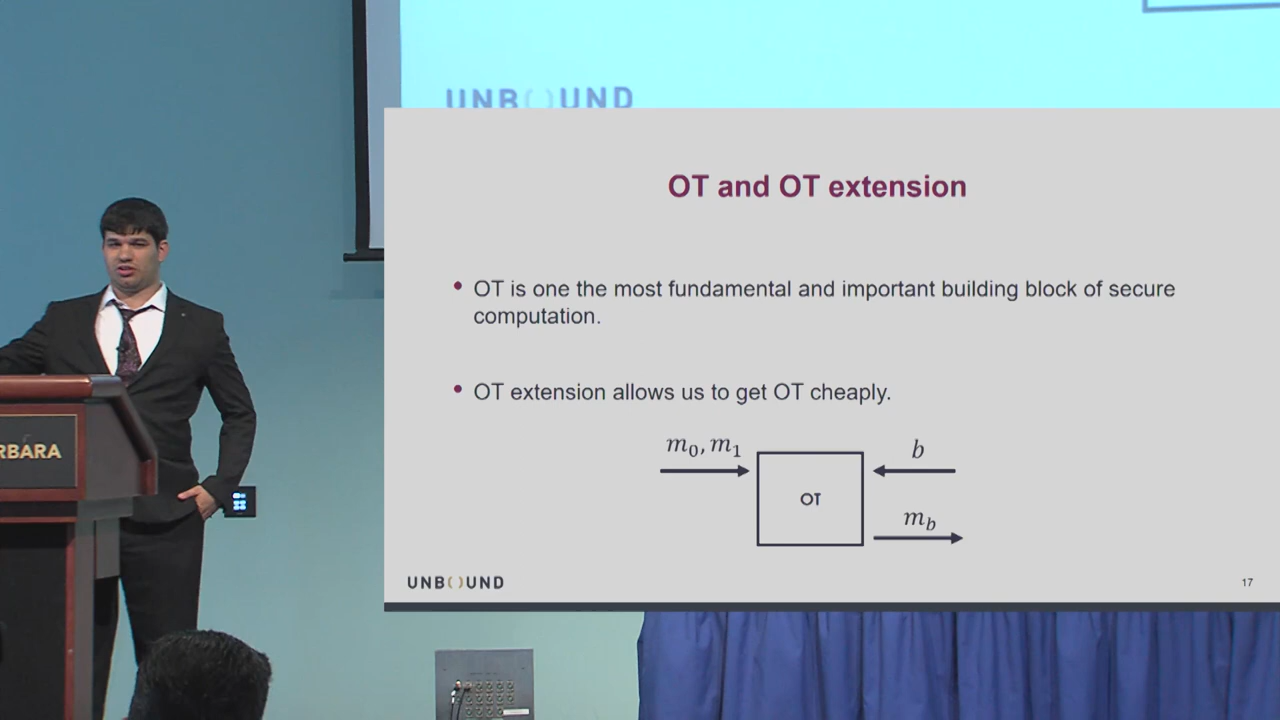 UNB()UND
OT and OT extension
• OT is one the most fundamental and important building block of secure
computation.
• OT extension allows us to get OT cheaply.
m₀, m₁
b
OT
m_b
UNB()UND
17
RBARA